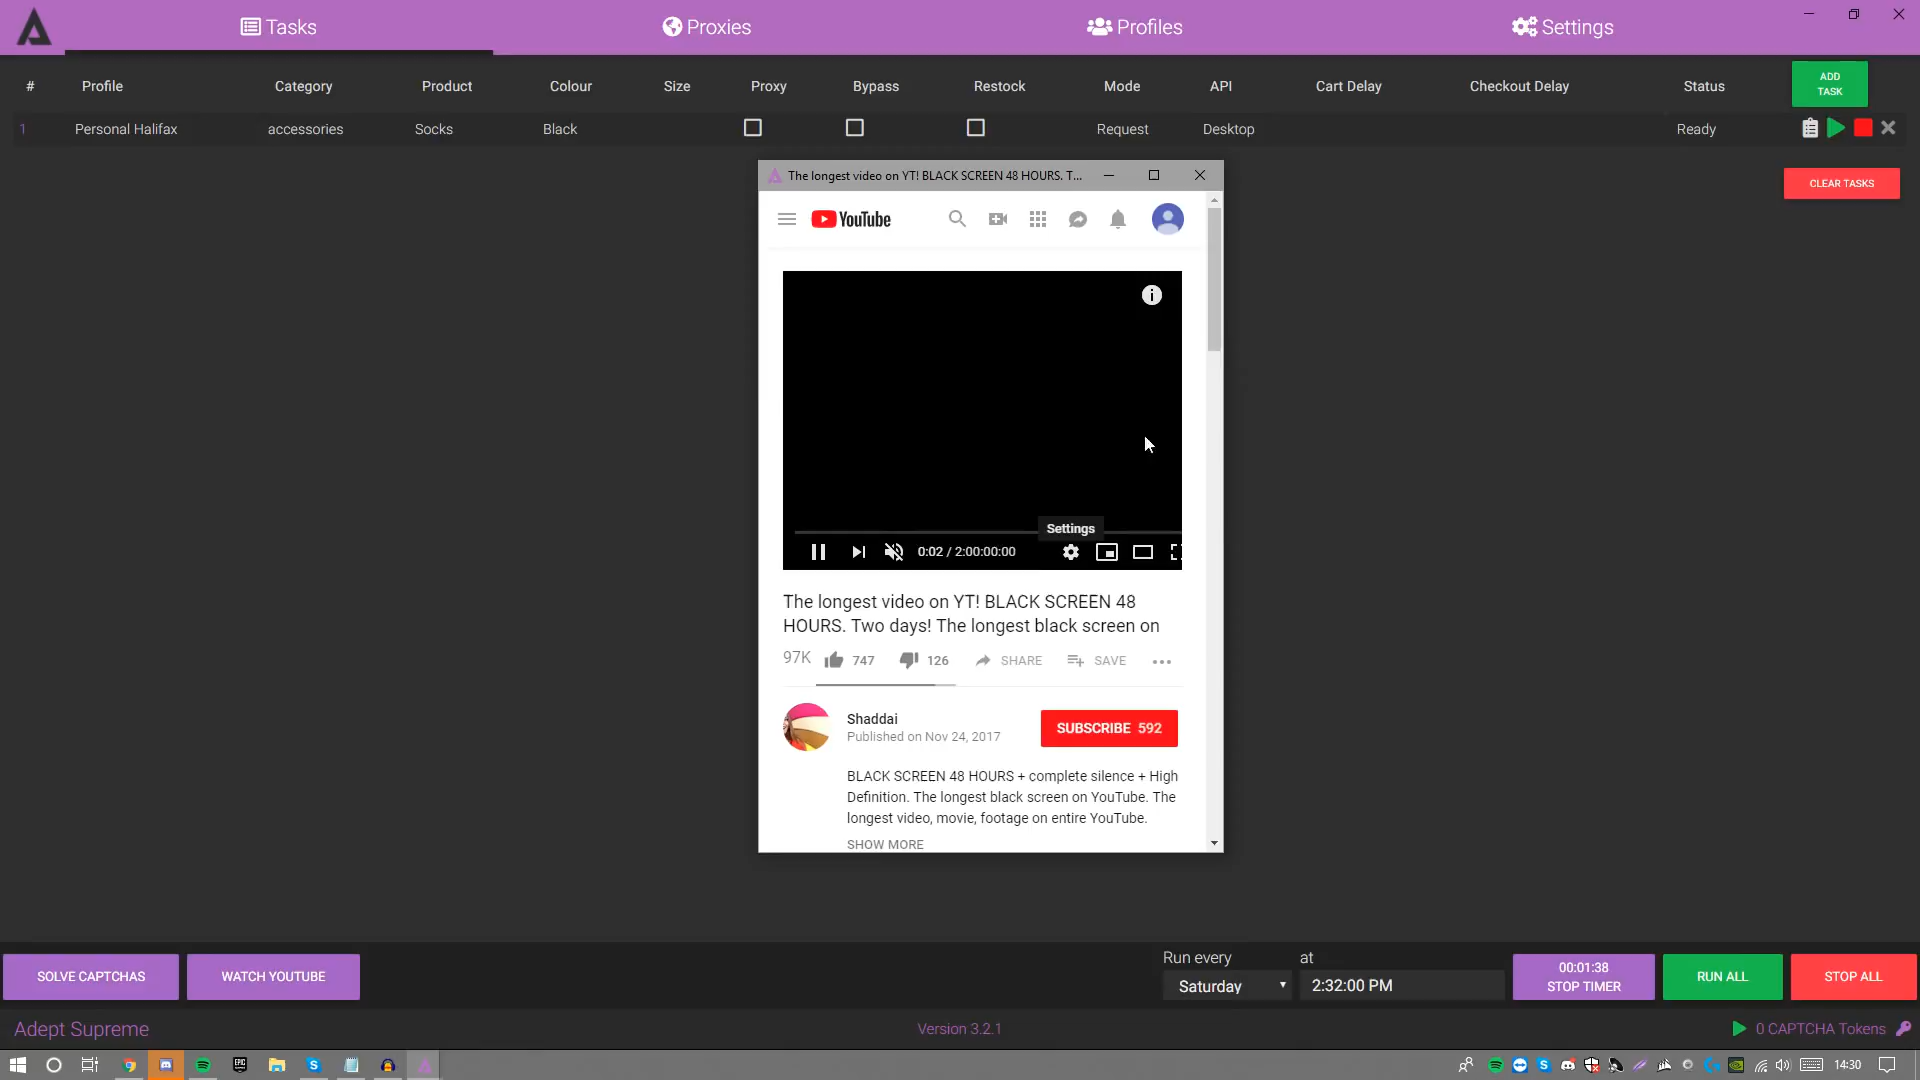 Tasks
Proxies
Profiles
Settings
# Profile Category Product Colour Size Proxy Bypass Restock Mode API Cart Delay Checkout Delay Status
ADD
TASK
1 Personal Halifax accessories Socks Black Request Desktop Ready
CLEAR TASKS
The longest video on YT! BLACK SCREEN 48 HOURS. T...
YouTube
i
Settings
0:02 / 2:00:00:00
The longest video on YT! BLACK SCREEN 48
HOURS. Two days! The longest black screen on
97K 747 126 SHARE SAVE
Shaddai
Published on Nov 24, 2017
SUBSCRIBE 592
BLACK SCREEN 48 HOURS + complete silence + High
Definition. The longest black screen on YouTube. The
longest video, movie, footage on entire YouTube.
SHOW MORE
SOLVE CAPTCHAS
WATCH YOUTUBE
Run every at
Saturday
2:32:00 PM
00:01:38
STOP TIMER
RUN ALL
STOP ALL
Adept Supreme
Version 3.2.1
0 CAPTCHA Tokens
EPIC
14:30